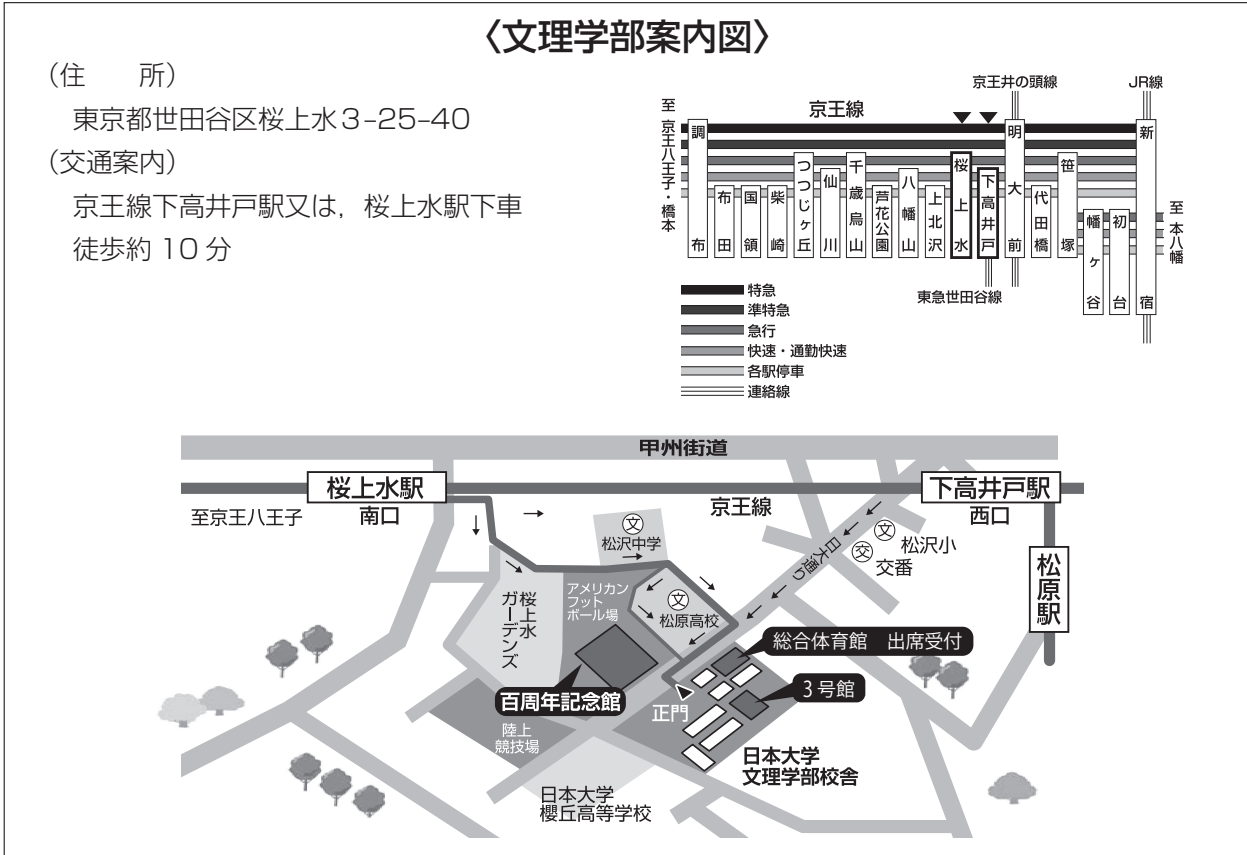 〈文理学部案内図〉
（住　　所）
東京都世田谷区桜上水3-25-40
（交通案内）
京王線下高井戸駅又は，桜上水駅下車
徒歩約 10 分
京王井の頭線
JR線
至京王八王子・橋本
京王線
調布
布田
国領
柴崎
つつじヶ丘
仙川
千歳烏山
芦花公園
八幡山
上北沢
桜上水
下高井戸
明大前
代田橋
笹塚
幡ヶ谷
初台
新宿
至本八幡
東急世田谷線
特急
準特急
急行
快速・通勤快速
各駅停車
連絡線
甲州街道
桜上水駅
南口
至京王八王子
京王線
下高井戸駅
西口
松原駅
文
松沢中学
文
松沢小
交
交番
日大通り
桜上水
ガーデンズ
アメリカン
フット
ボール場
文
松原高校
総合体育館　出席受付
3号館
百周年記念館
正門
陸上
競技場
日本大学
文理学部校舎
日本大学
櫻丘高等学校